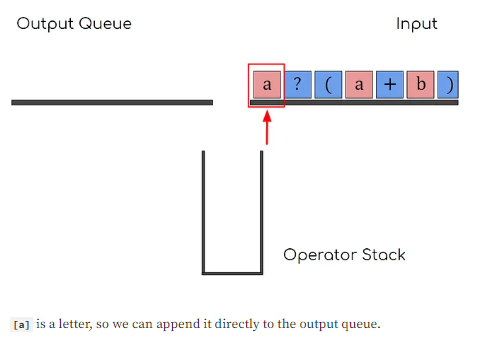 Output Queue Input
a ? ( a + b )
Operator Stack
[a] is a letter, so we can append it directly to the output queue.